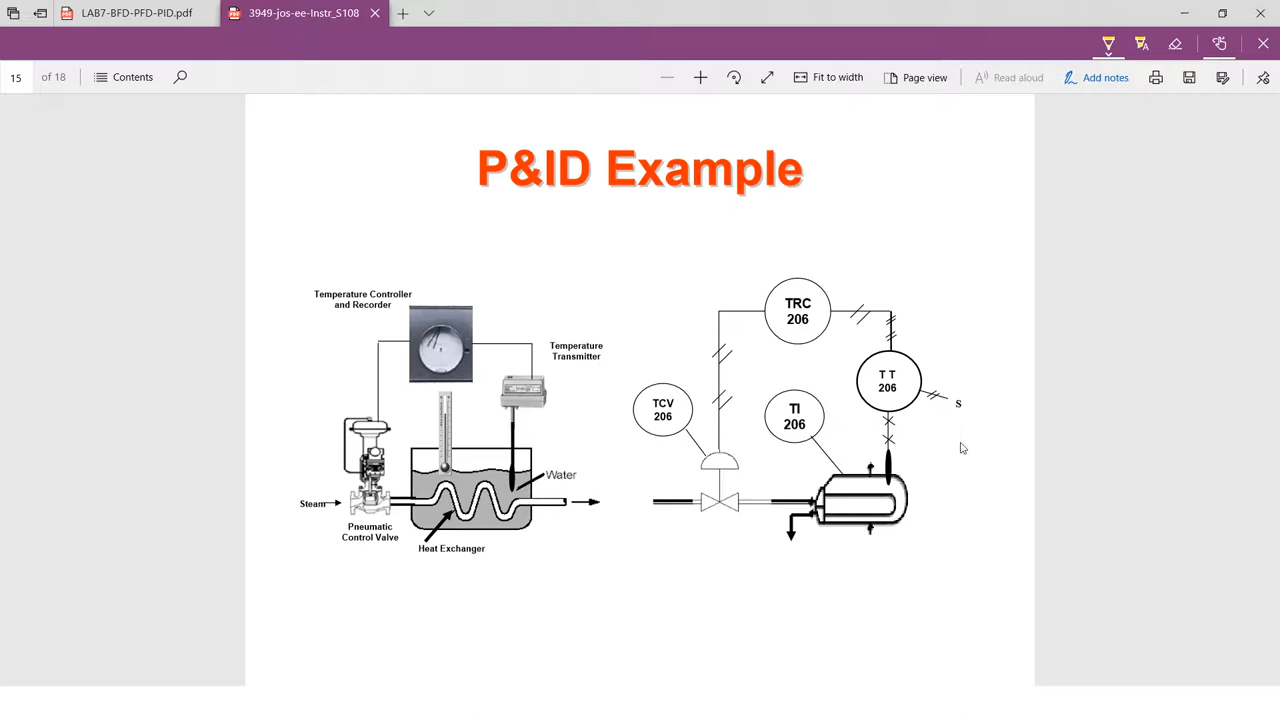 LAB7-BFD-PFD-PID.pdf
3949-jos-ee-Instr_S108
15
of 18
Contents
Fit to width
Page view
Read aloud
Add notes
P&ID Example
Temperature Controller
and Recorder
Temperature
Transmitter
Water
Steam
Pneumatic
Control Valve
Heat Exchanger
TRC
206
T T
206
S
TCV
206
TI
206